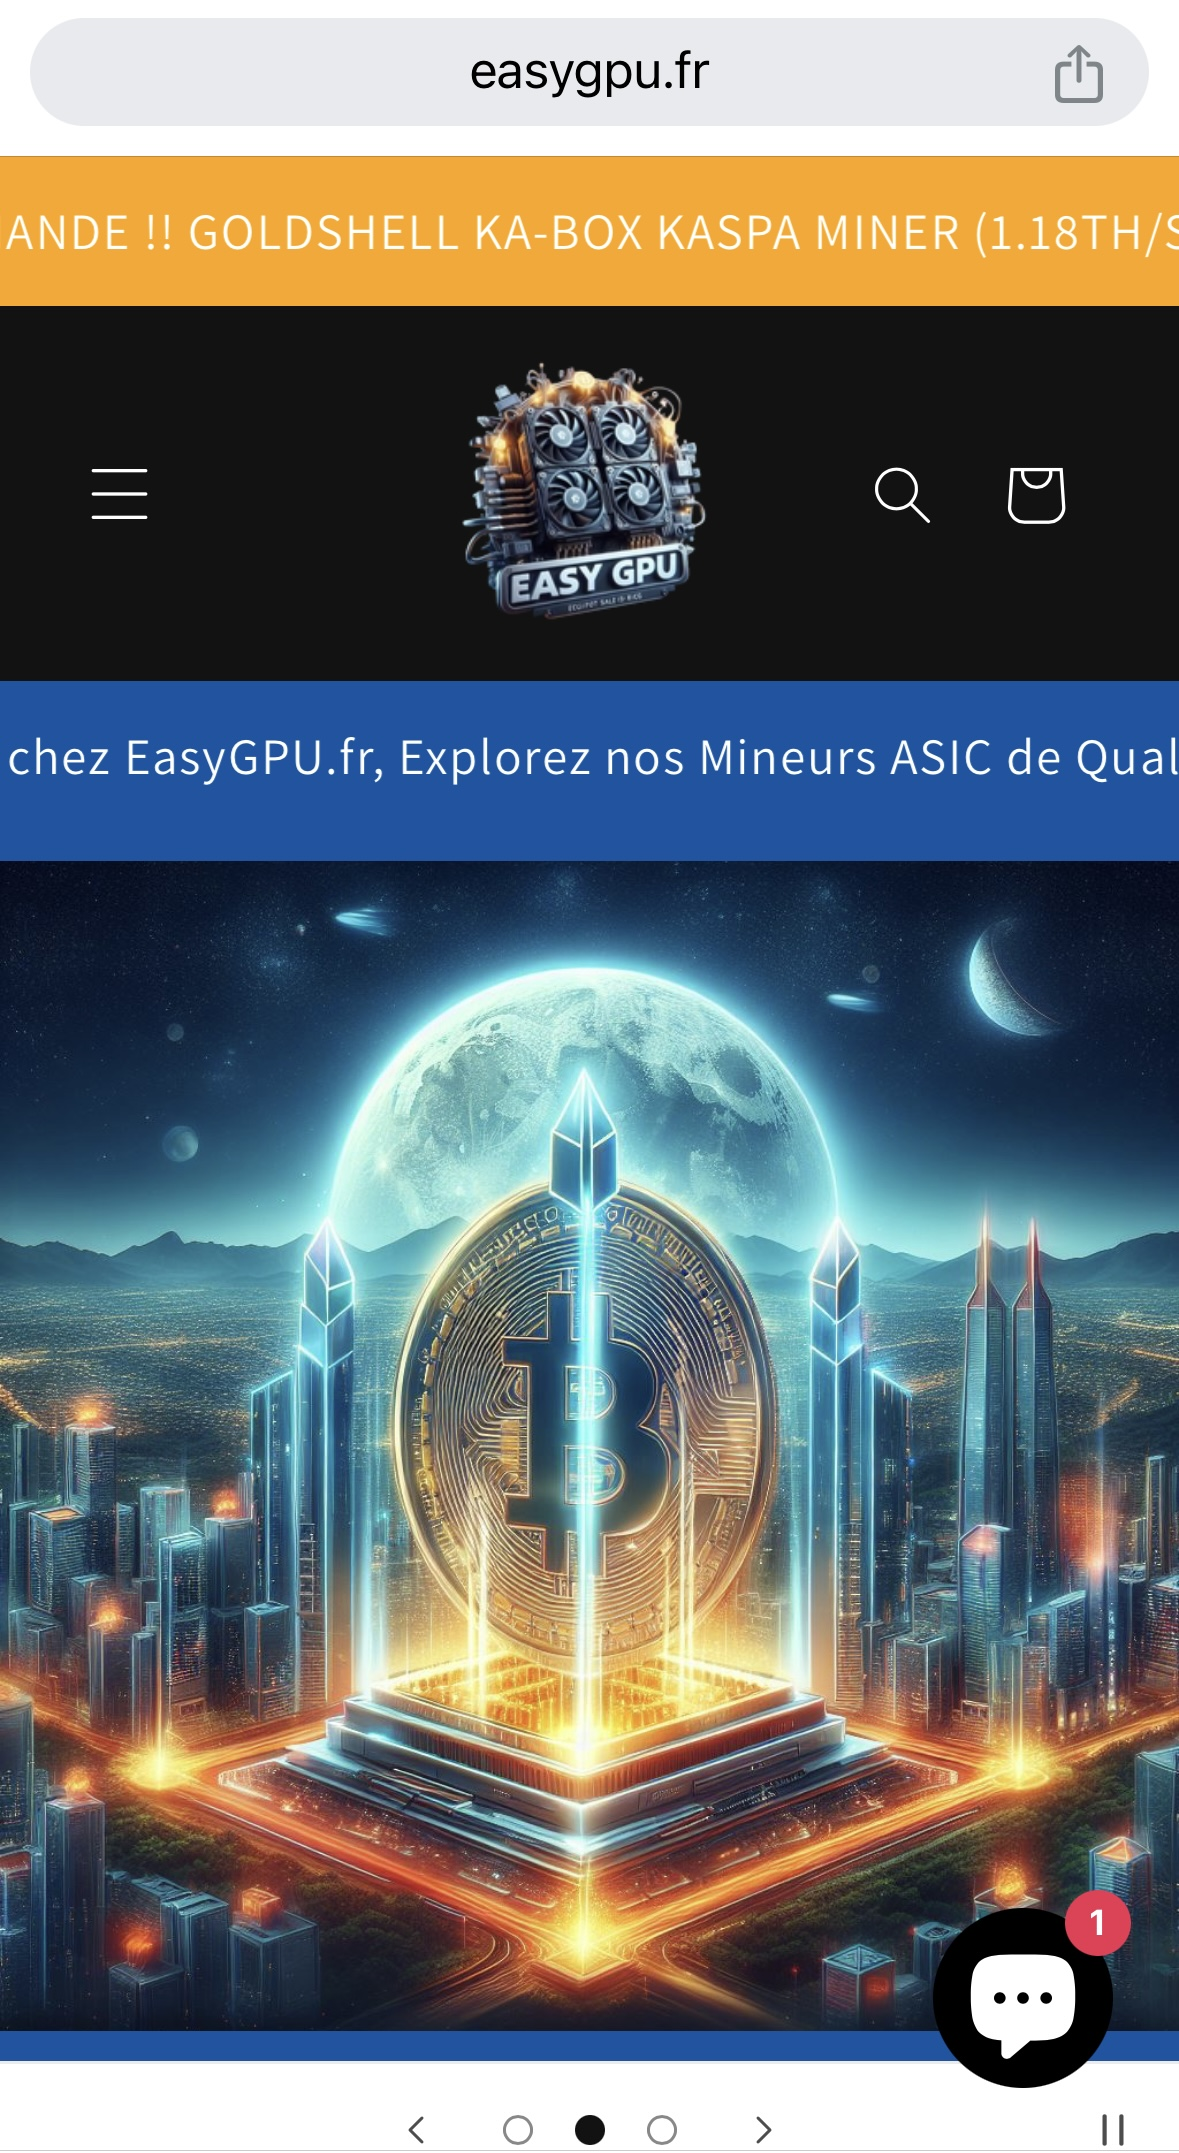 easygpu.fr
ANDE !! GOLDSHELL KA-BOX KASPA MINER (1.18TH/S
EASY GPU
chez EasyGPU.fr, Explorez nos Mineurs ASIC de Qual
1